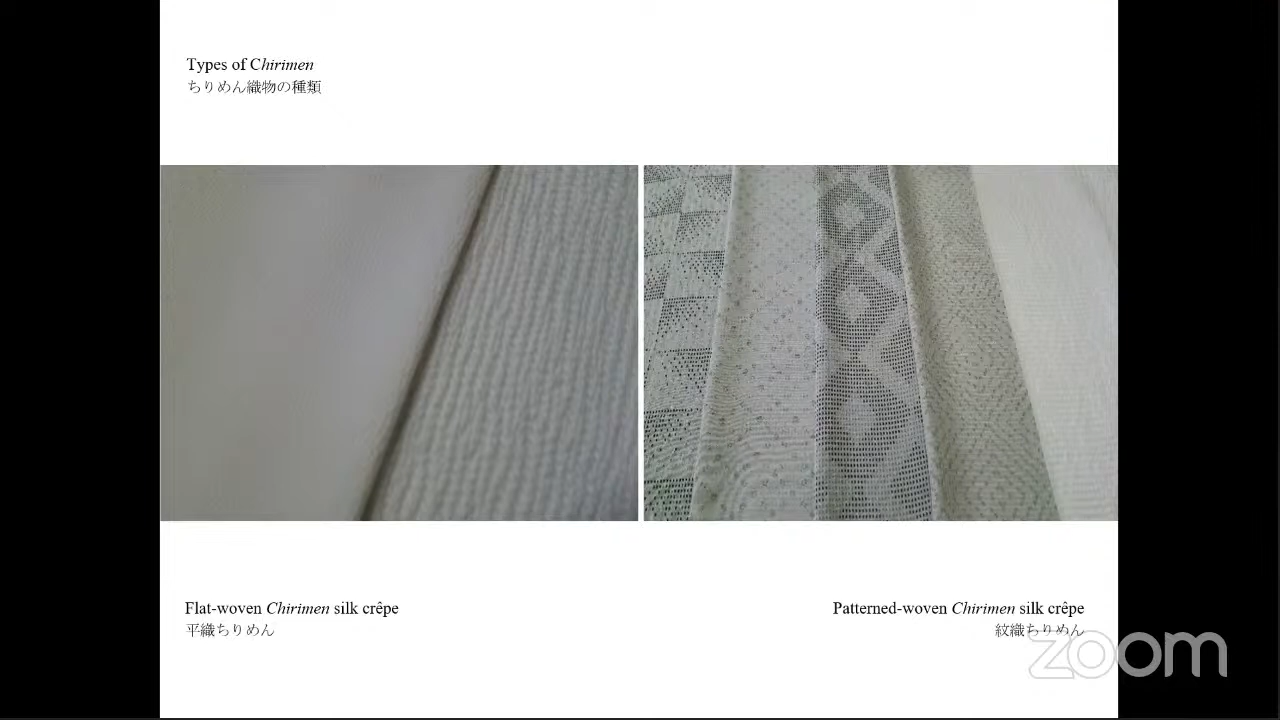 Types of Chirimen
ちりめん織物の種類
Flat-woven Chirimen silk crêpe
平織ちりめん
Patterned-woven Chirimen silk crêpe
紋織ちりめん
zoom